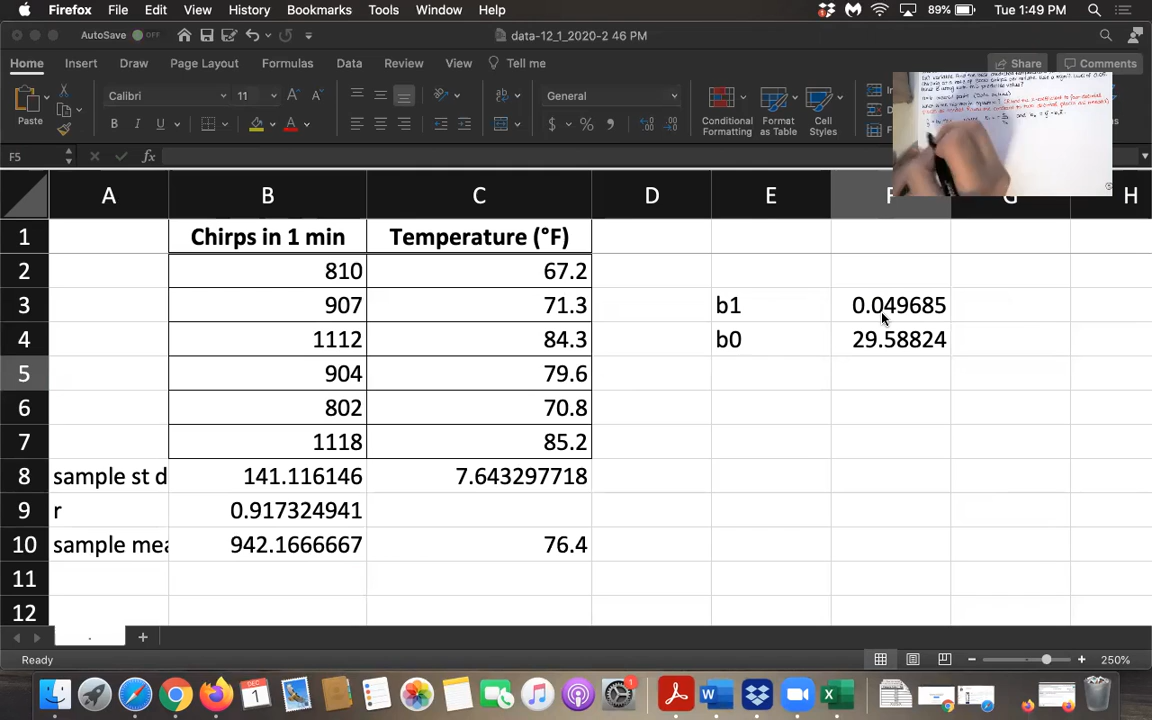 Firefox File Edit View History Bookmarks Tools Window Help 89% Tue 1:49 PM
AutoSave OFF data-12_1_2020-2 46 PM
Home Insert Draw Page Layout Formulas Data Review View Tell me Share Comments
Paste Calibri 11 A A General Conditional Formatting Format as Table Cell Styles In D F
B I U A $ % 9
F5 fx
A B C D E F G H
1 Chirps in 1 min Temperature (°F)
2 810 67.2
3 907 71.3 b1 0.049685
4 1112 84.3 b0 29.58824
5 904 79.6
6 802 70.8
7 1118 85.2
8 sample st d 141.116146 7.643297718
9 r 0.917324941
10 sample mea 942.1666667 76.4
11
12
Ready 250%
DEC 1